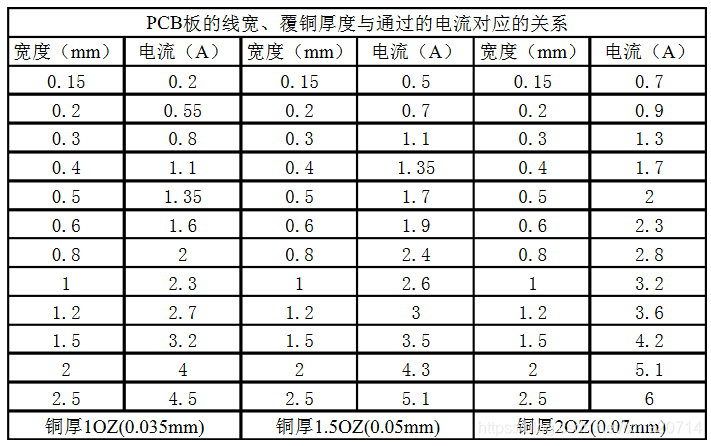 PCB板的线宽、覆铜厚度与通过的电流对应的关系
宽度（mm） 电流（A） 宽度（mm） 电流（A） 宽度（mm） 电流（A）
0.15 0.2 0.15 0.5 0.15 0.7
0.2 0.55 0.2 0.7 0.2 0.9
0.3 0.8 0.3 1.1 0.3 1.3
0.4 1.1 0.4 1.35 0.4 1.7
0.5 1.35 0.5 1.7 0.5 2
0.6 1.6 0.6 1.9 0.6 2.3
0.8 2 0.8 2.4 0.8 2.8
1 2.3 1 2.6 1 3.2
1.2 2.7 1.2 3 1.2 3.6
1.5 3.2 1.5 3.5 1.5 4.2
2 4 2 4.3 2 5.1
2.5 4.5 2.5 5.1 2.5 6
铜厚1OZ(0.035mm) 铜厚1.5OZ(0.05mm) 铜厚2OZ(0.07mm)